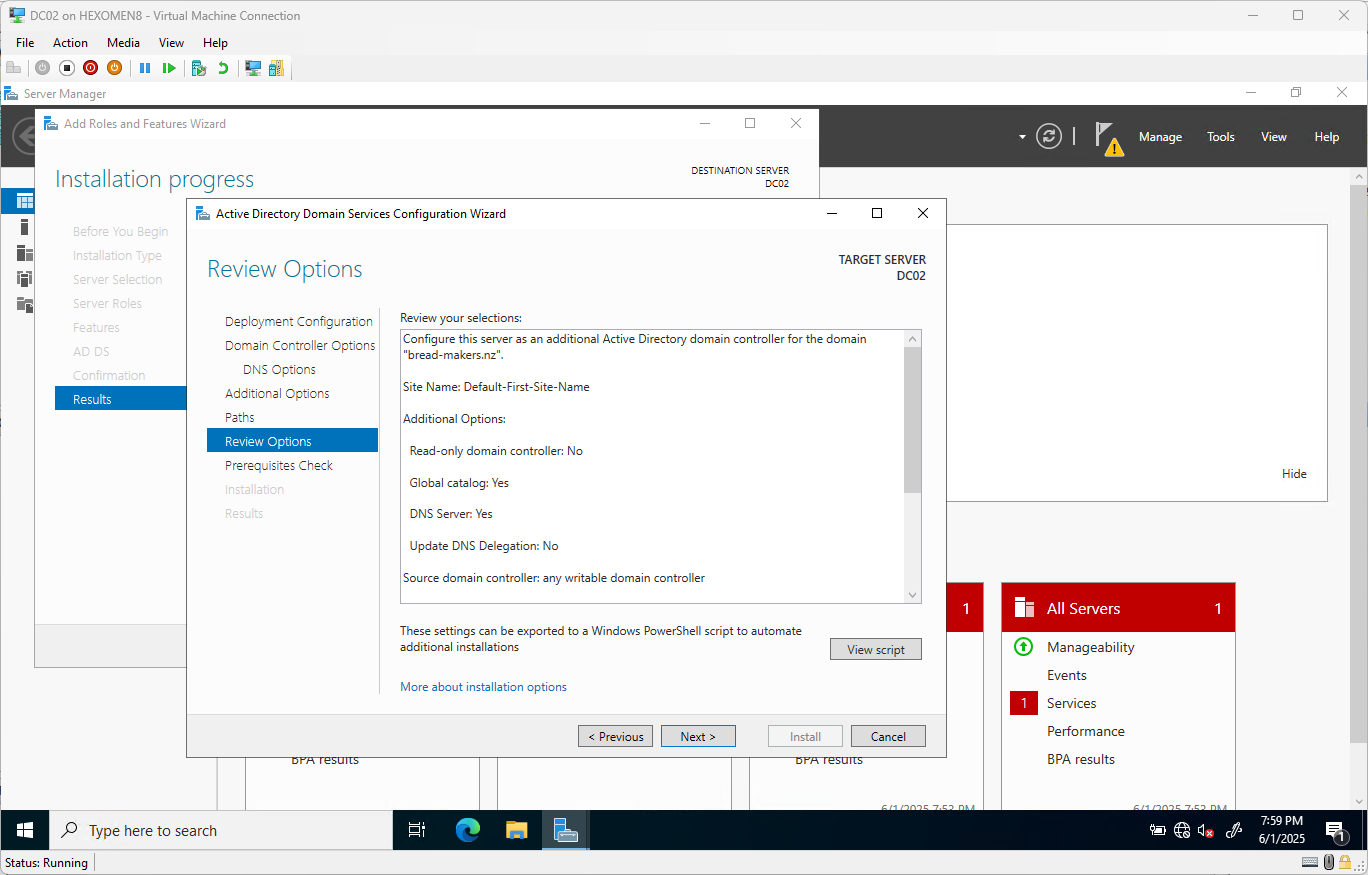 DC02 on HEXOMEN8 - Virtual Machine Connection
File Action Media View Help
Server Manager
Add Roles and Features Wizard
Manage Tools View Help
Installation progress
DESTINATION SERVER
DC02
Before You Begin
Installation Type
Server Selection
Server Roles
Features
AD DS
Confirmation
Results
Active Directory Domain Services Configuration Wizard
Review Options
TARGET SERVER
DC02
Deployment Configuration
Domain Controller Options
DNS Options
Additional Options
Paths
Review Options
Prerequisites Check
Installation
Results
Review your selections:
Configure this server as an additional Active Directory domain controller for the domain
"bread-makers.nz".
Site Name: Default-First-Site-Name
Additional Options:
Read-only domain controller: No
Global catalog: Yes
DNS Server: Yes
Update DNS Delegation: No
Source domain controller: any writable domain controller
These settings can be exported to a Windows PowerShell script to automate
additional installations
View script
More about installation options
< Previous Next > Install Cancel
Hide
1
All Servers 1
Manageability
Events
1 Services
Performance
BPA results
BPA results
BPA results
6/1/2025 7:53 PM
6/1/2025 7:53 PM
Type here to search
7:59 PM
6/1/2025
1
Status: Running